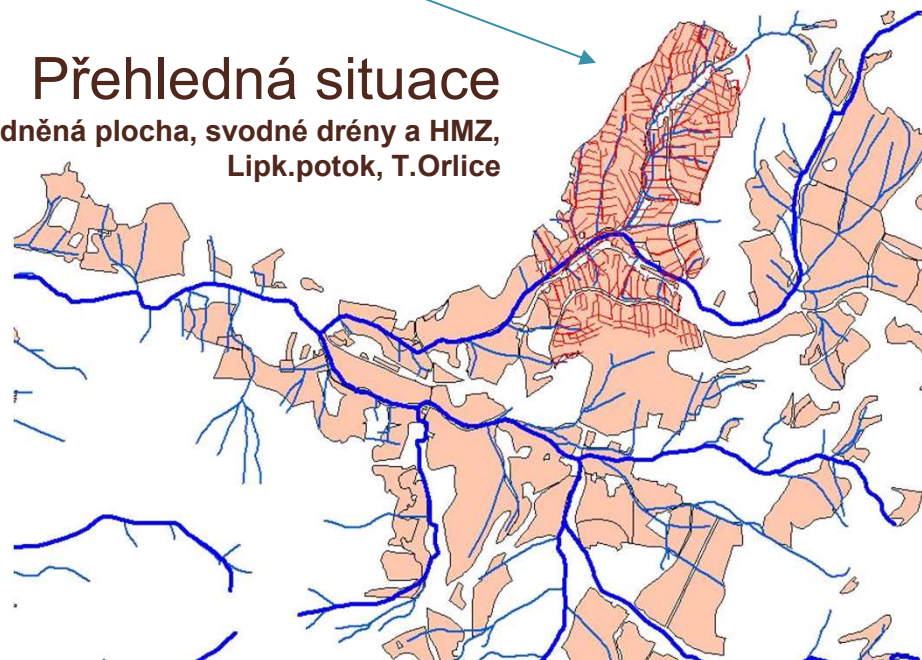 Přehledná situace
dněná plocha, svodné drény a HMZ,
Lipk.potok, T.Orlice